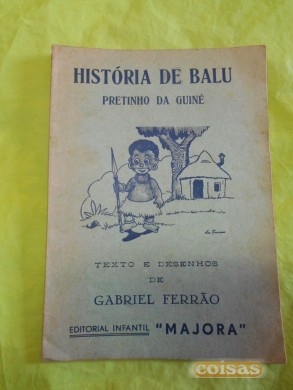 HISTÓRIA DE BALU
PRETINHO DA GUINÉ
TEXTO E DESENHOS
DE
GABRIEL FERRÃO
EDITORIAL INFANTIL "MAJORA"
coisas